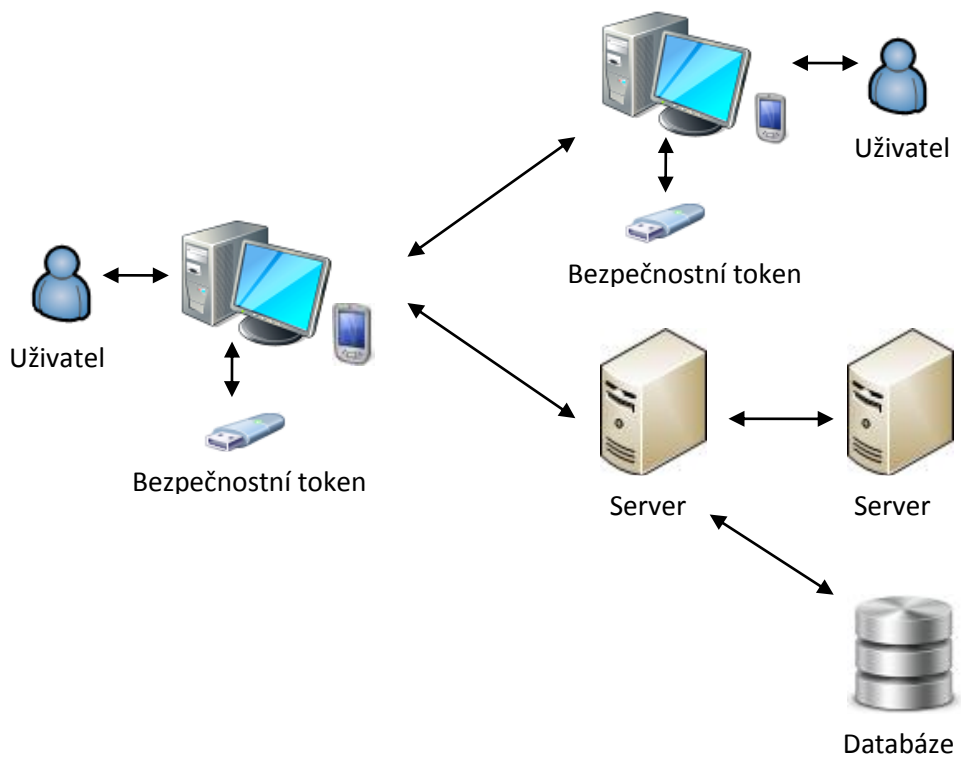 Uživatel
Bezpečnostní token
Uživatel
Bezpečnostní token
Server
Server
Databáze